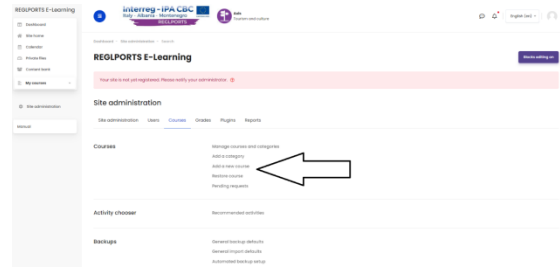 REGLPORTS E-Learning
Dashboard
Site home
Calendar
Private files
Content bank
My courses
Site administration
Interreg - IPA CBC
Italy - Albania - Montenegro
REGLPORTS
Tourism and culture
English (en)
Dashboard / Site administration / Courses
REGLPORTS E-Learning
Blocks editing on
Your site is not yet registered. Please notify your administrator.
Site administration
Site administration
Users
Courses
Grades
Plugins
Reports
Courses
Manage courses and categories
Add a category
Add a new course
Restore course
Pending requests
Activity chooser
Recommended activities
Backups
General backup defaults
General import defaults
Automated backup setup